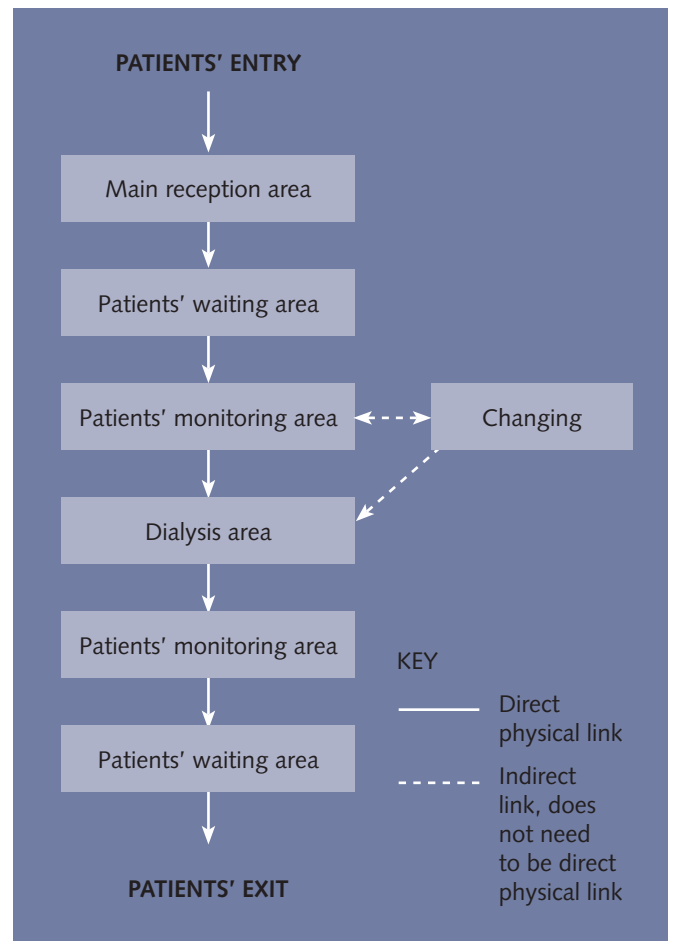 PATIENTS’ ENTRY
Main reception area
Patients’ waiting area
Patients’ monitoring area
Changing
Dialysis area
Patients’ monitoring area
Patients’ waiting area
PATIENTS’ EXIT
KEY
Direct
physical link
Indirect
link, does
not need
to be direct
physical link